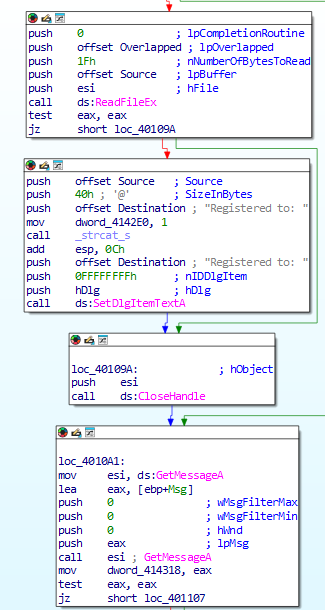 push 0 ; lpCompletionRoutine
push offset Overlapped ; lpOverlapped
push 1Fh ; nNumberOfBytesToRead
push offset Source ; lpBuffer
push esi ; hFile
call ds:ReadFileEx
test eax, eax
jz short loc_40109A
push offset Source ; Source
push 40h ; '@' ; SizeInBytes
push offset Destination ; "Registered to: "
mov dword_4142E0, 1
call _strcat_s
add esp, 0Ch
push offset Destination ; "Registered to: "
push 0FFFFFFFFh ; nIDDlgItem
push hDlg ; hDlg
call ds:SetDlgItemTextA
loc_40109A: ; hObject
push esi
call ds:CloseHandle
loc_4010A1:
mov esi, ds:GetMessageA
lea eax, [ebp+Msg]
push 0 ; wMsgFilterMax
push 0 ; wMsgFilterMin
push 0 ; hWnd
push eax ; lpMsg
call esi ; GetMessageA
mov dword_414318, eax
test eax, eax
jz short loc_401107